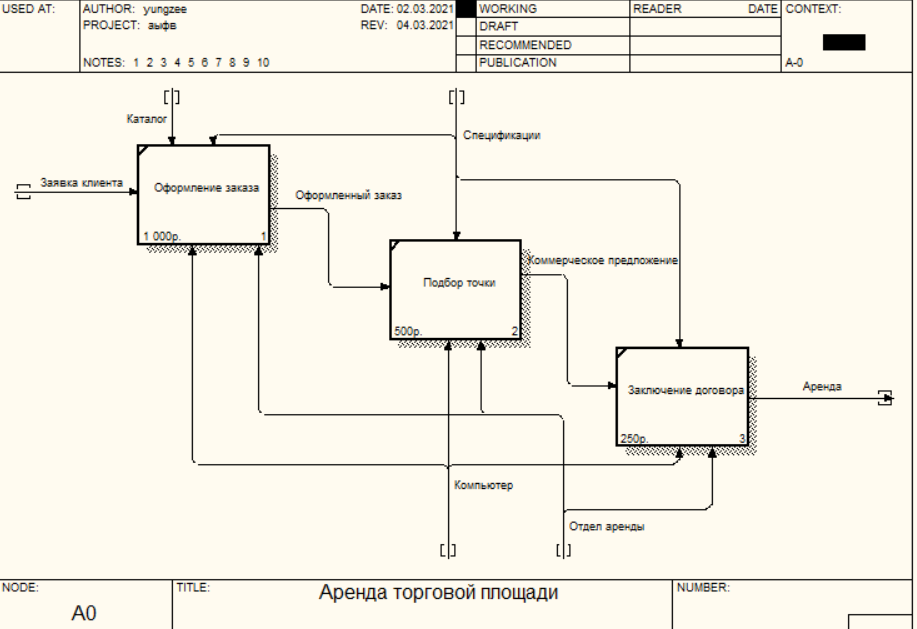 USED AT:
AUTHOR: yungzee
DATE: 02.03.2021
WORKING
READER
DATE
CONTEXT:
PROJECT: аыфв
REV: 04.03.2021
DRAFT
RECOMMENDED
NOTES: 1 2 3 4 5 6 7 8 9 10
PUBLICATION
A-0
Каталог
Спецификации
Заявка клиента
Оформление заказа
Оформленный заказ
1 000р.
1
Коммерческое предложение
Подбор точки
500р.
2
Заключение договора
Аренда
250р.
3
Компьютер
Отдел аренды
NODE:
TITLE:
Аренда торговой площади
NUMBER:
A0